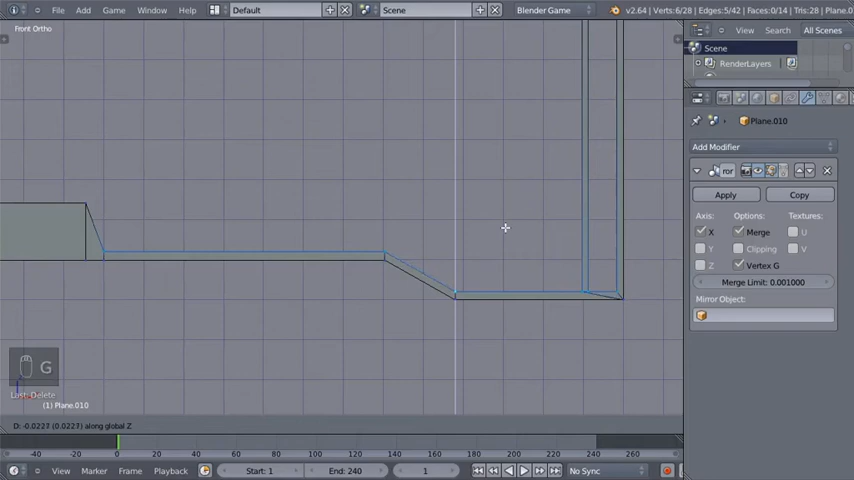 File Add Game Window Help Default Scene Blender Game v2.64 | Verts:6/28 | Edges:5/42 | Faces:0/14 | Tris:28 | Plane.010
Front Ortho
View Search All Scenes
Scene
RenderLayers
Plane.010
Add Modifier
ror
Apply Copy
Axis: Options: Textures:
X Merge U
Y Clipping V
Z Vertex G
Merge Limit: 0.001000
Mirror Object:
G
Last: Delete
(1) Plane.010
D: -0.0227 (0.0227) along global Z
-40 -20 0 20 40 60 80 100 120 140 160 180 200 220 240 260
View Marker Frame Playback Start: 1 End: 240 1 No Sync